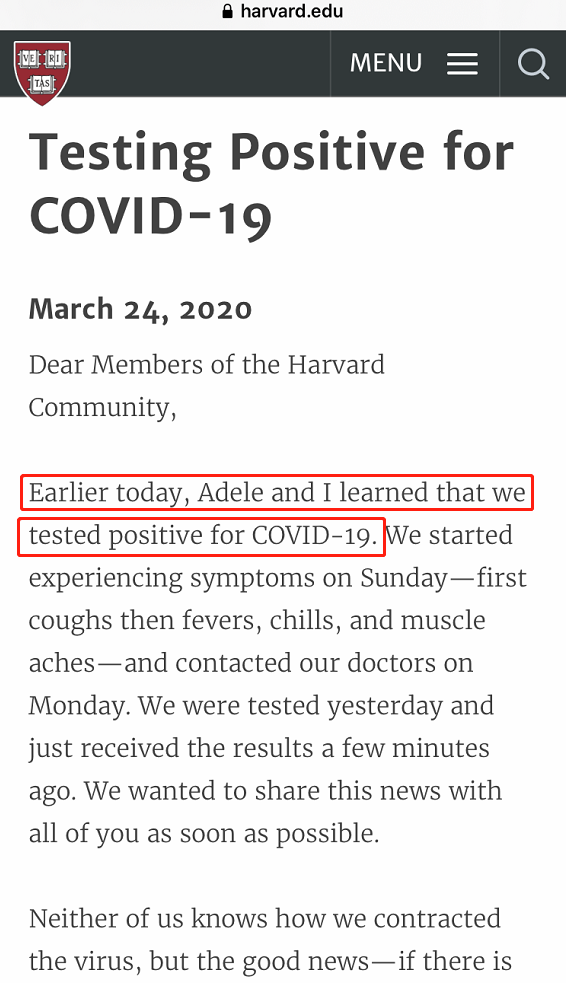 harvard.edu
VE RI
TAS
MENU
Testing Positive for
COVID-19
March 24, 2020
Dear Members of the Harvard
Community,
Earlier today, Adele and I learned that we
tested positive for COVID-19. We started
experiencing symptoms on Sunday—first
coughs then fevers, chills, and muscle
aches—and contacted our doctors on
Monday. We were tested yesterday and
just received the results a few minutes
ago. We wanted to share this news with
all of you as soon as possible.
Neither of us knows how we contracted
the virus, but the good news—if there is